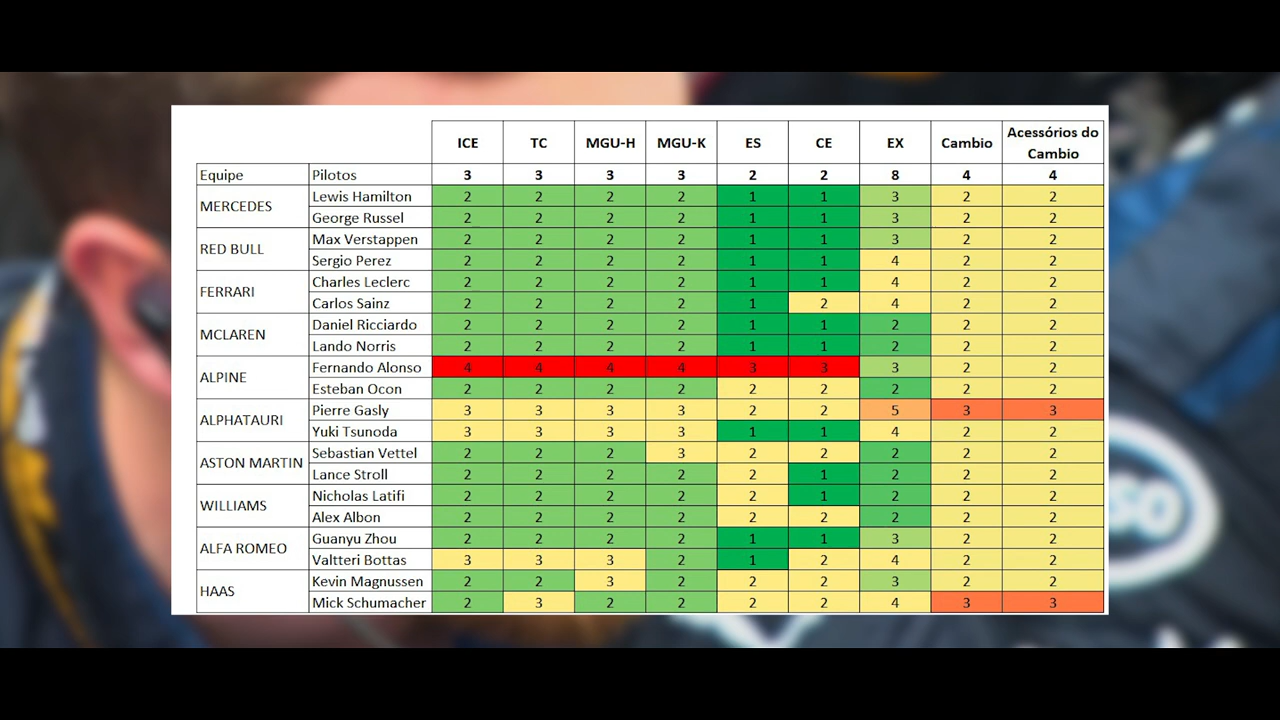 ICE TC MGU-H MGU-K ES CE EX Cambio Acessórios do Cambio
Equipe Pilotos 3 3 3 3 2 2 8 4 4
MERCEDES Lewis Hamilton 2 2 2 2 1 1 3 2 2
George Russel 2 2 2 2 1 1 3 2 2
RED BULL Max Verstappen 2 2 2 2 1 1 3 2 2
Sergio Perez 2 2 2 2 1 1 4 2 2
FERRARI Charles Leclerc 2 2 2 2 1 1 4 2 2
Carlos Sainz 2 2 2 2 1 2 4 2 2
MCLAREN Daniel Ricciardo 2 2 2 2 1 1 2 2 2
Lando Norris 2 2 2 2 1 1 2 2 2
ALPINE Fernando Alonso 4 4 4 4 3 3 3 2 2
Esteban Ocon 2 2 2 2 2 2 2 2 2
ALPHATAURI Pierre Gasly 3 3 3 3 2 2 5 3 3
Yuki Tsunoda 3 3 3 3 1 1 4 2 2
ASTON MARTIN Sebastian Vettel 2 2 2 3 2 2 2 2 2
Lance Stroll 2 2 2 2 2 1 2 2 2
WILLIAMS Nicholas Latifi 2 2 2 2 2 1 2 2 2
Alex Albon 2 2 2 2 2 2 2 2 2
ALFA ROMEO Guanyu Zhou 2 2 2 2 1 1 3 2 2
Valtteri Bottas 3 3 3 2 1 2 4 2 2
HAAS Kevin Magnussen 2 2 3 2 2 2 3 2 2
Mick Schumacher 2 3 2 2 2 2 4 3 3